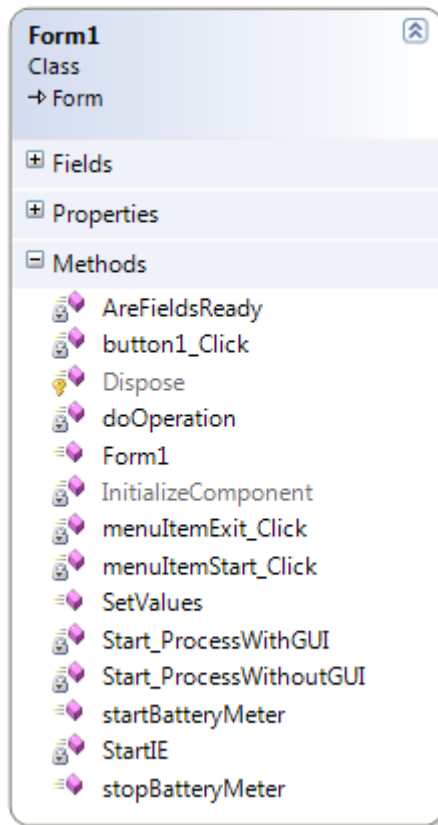 Form1
Class
Form
Fields
Properties
Methods
AreFieldsReady
button1_Click
Dispose
doOperation
Form1
InitializeComponent
menuItemExit_Click
menuItemStart_Click
SetValues
Start_ProcessWithGUI
Start_ProcessWithoutGUI
startBatteryMeter
StartIE
stopBatteryMeter